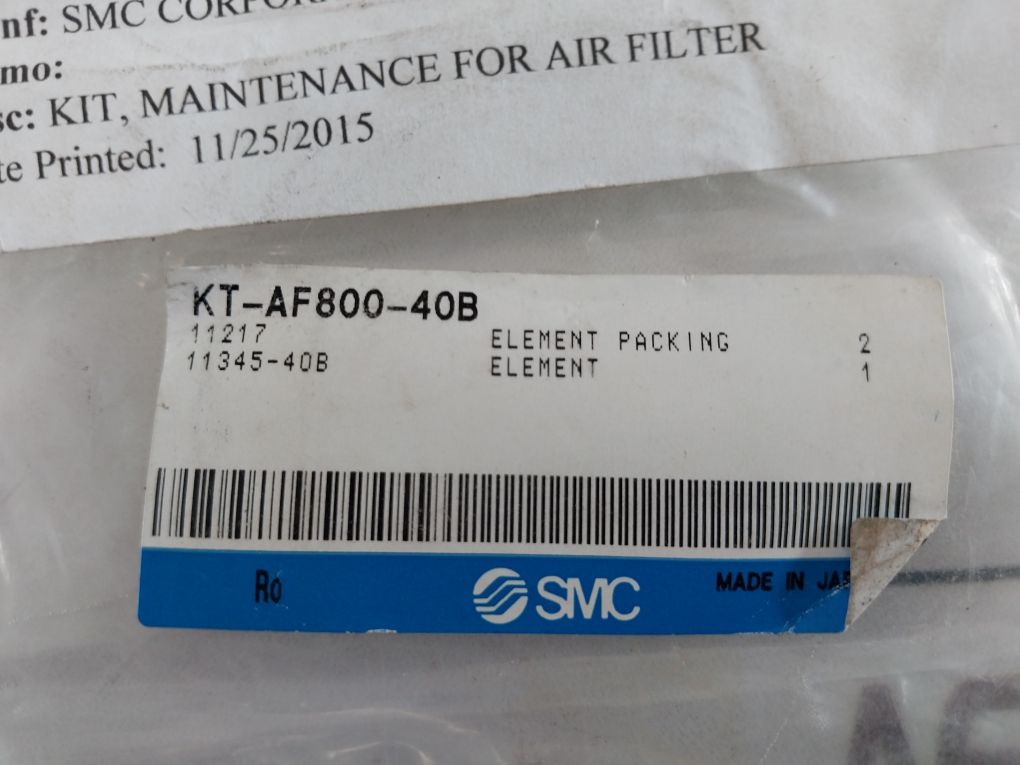 nf: SMC CORPOR
mo:
sc: KIT, MAINTENANCE FOR AIR FILTER
te Printed: 11/25/2015
KT-AF800-40B
11217 ELEMENT PACKING 2
11345-40B ELEMENT 1
Ro SMC MADE IN JAP